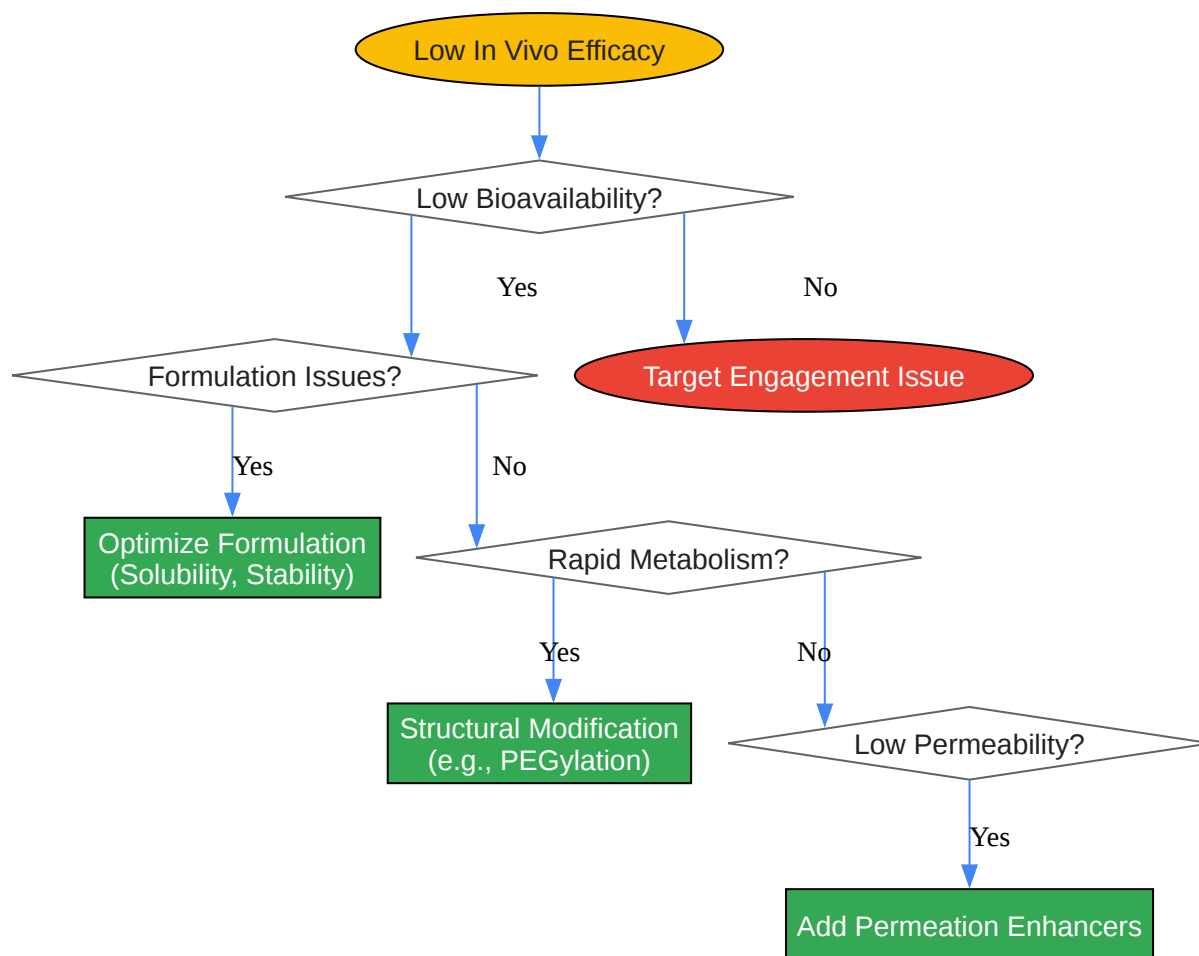 Low In Vivo Efficacy
Low Bioavailability?
Yes
No
Formulation Issues?
Target Engagement Issue
Yes
No
Optimize Formulation
(Solubility, Stability)
Rapid Metabolism?
Yes
No
Structural Modification
(e.g., PEGylation)
Low Permeability?
Yes
Add Permeation Enhancers